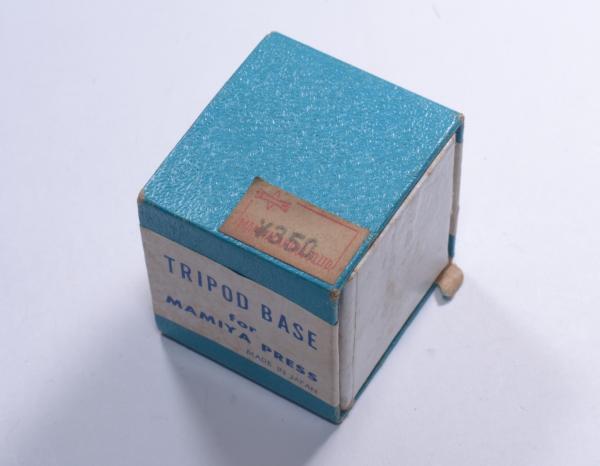 ¥350
TRIPOD BASE
for
MAMIYA PRESS
MADE IN JAPAN